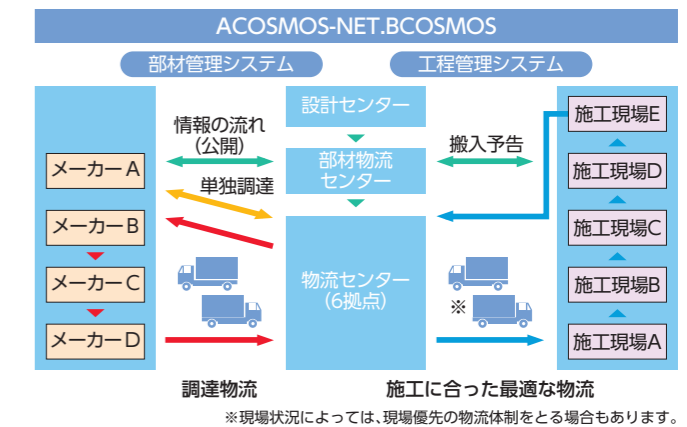 ACOSMOS-NET.BCOSMOS
部材管理システム
工程管理システム
設計センター
情報の流れ
(公開)
部材物流
センター
搬入予告
単独調達
メーカーA
メーカーB
メーカーC
メーカーD
物流センター
(6拠点)
※
施工現場E
施工現場D
施工現場C
施工現場B
施工現場A
調達物流
施工に合った最適な物流
※現場状況によっては、現場優先の物流体制をとる場合もあります。